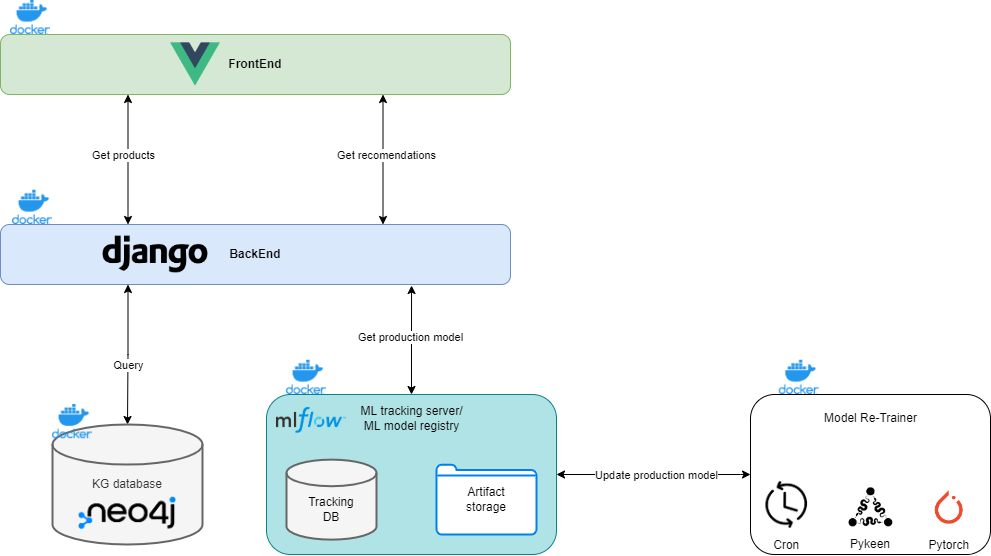 docker
FrontEnd
Get products
Get recomendations
docker
django
BackEnd
Query
Get production model
docker
docker
docker
mlflow
ML tracking server/
ML model registry
Model Re-Trainer
KG database
neo4j
Tracking
DB
Artifact
storage
Update production model
Cron
Pykeen
Pytorch